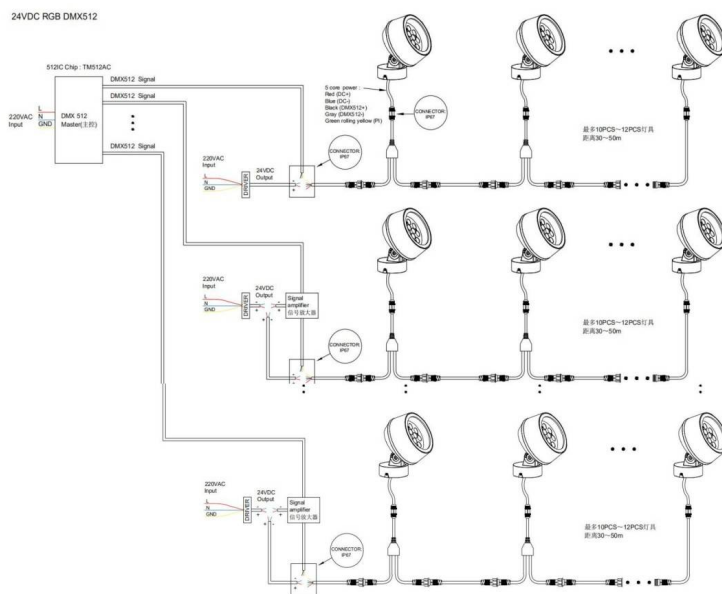 24VDC RGB DMX512
512IC Chip : TM512AC
DMX512 Signal
DMX512 Signal
DMX512 Signal
220VAC
Input
L
N
GND
DMX 512
Master(主控)
5 core power :
Red (DC+)
Blue (DC-)
Black (DMX512+)
Gray (DMX512-)
Green rolling yellow (PI)
CONNECTOR:
IP67
CONNECTOR:
IP67
220VAC
Input
L
N
GND
DRIVER
24VDC
Output
最多10PCS～12PCS灯具
距离30～50m
220VAC
Input
L
N
GND
DRIVER
24VDC
Output
Signal
amplifier
信号放大器
CONNECTOR:
IP67
最多10PCS～12PCS灯具
距离30～50m
220VAC
Input
L
N
GND
DRIVER
24VDC
Output
Signal
amplifier
信号放大器
CONNECTOR:
IP67
最多10PCS～12PCS灯具
距离30～50m